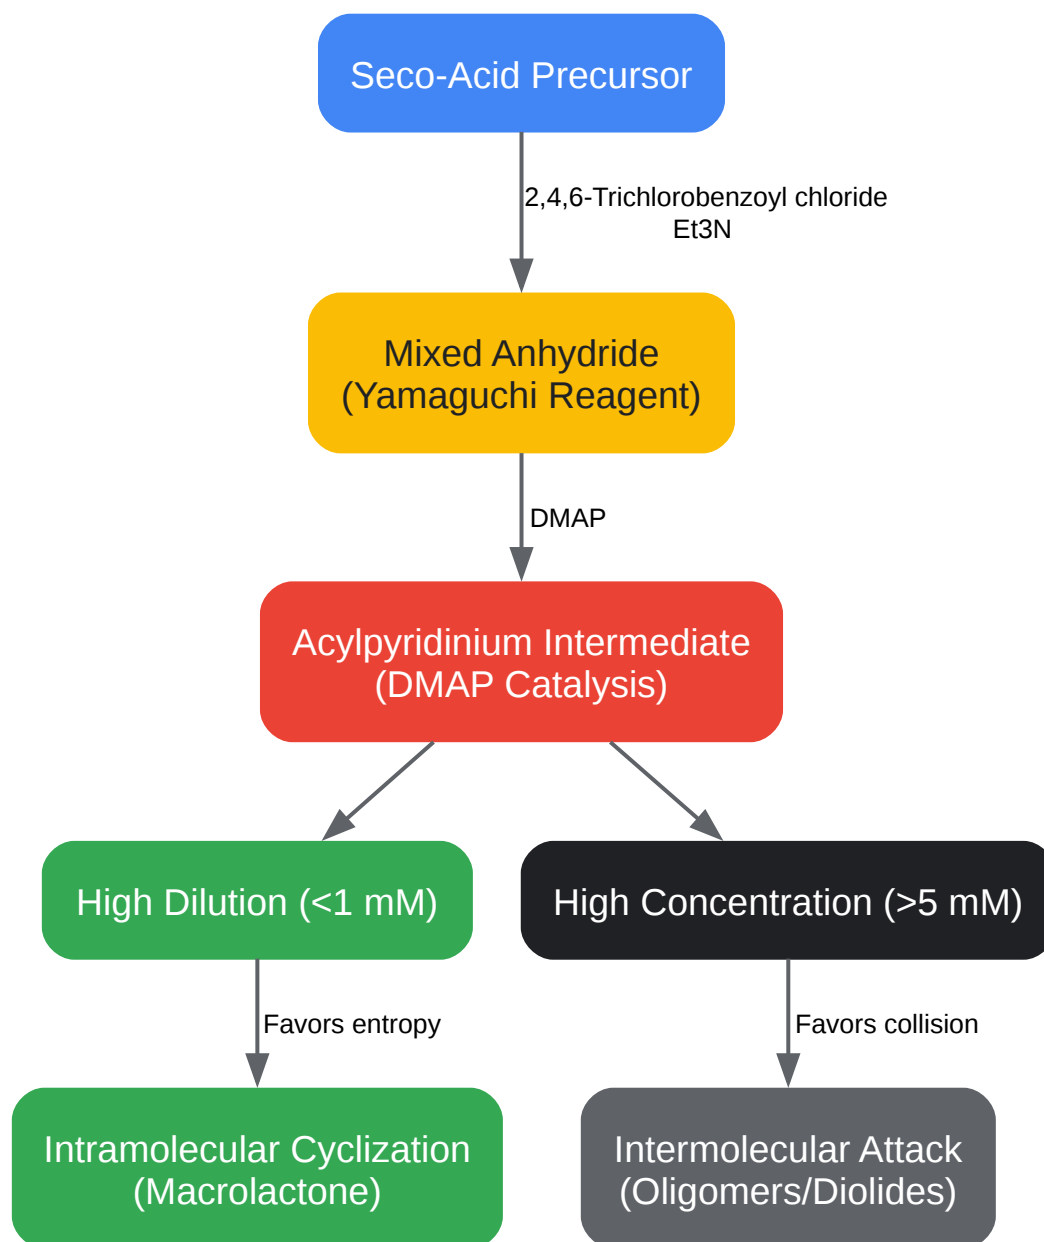 Seco-Acid Precursor
2,4,6-Trichlorobenzoyl chloride
Et3N
Mixed Anhydride
(Yamaguchi Reagent)
DMAP
Acylpyridinium Intermediate
(DMAP Catalysis)
High Dilution (<1 mM)
High Concentration (>5 mM)
Favors entropy
Favors collision
Intramolecular Cyclization
(Macrolactone)
Intermolecular Attack
(Oligomers/Diolides)